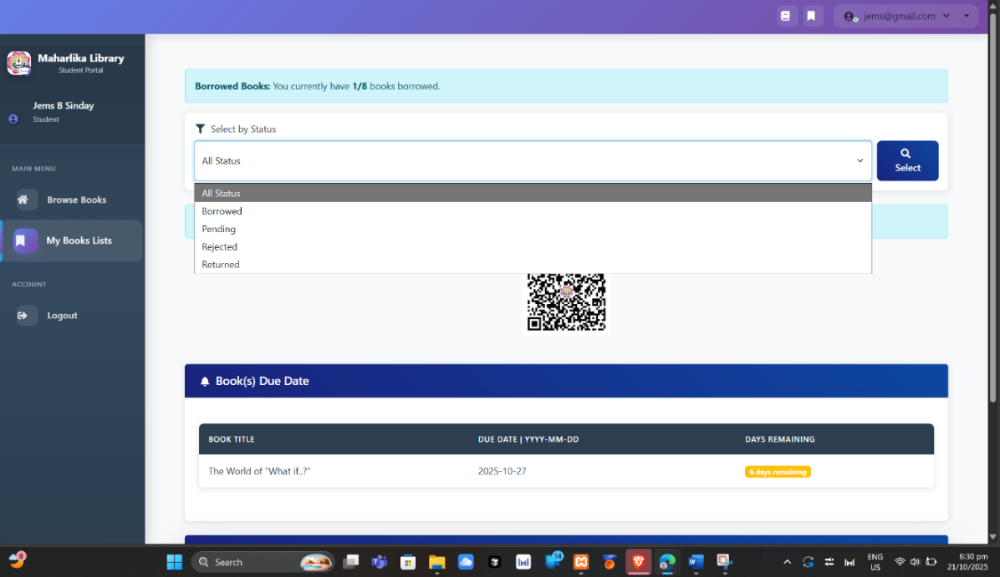 jems@gmail.com
Maharlika Library
Student Portal
Jems B Sinday
Student
MAIN MENU
Browse Books
My Books Lists
ACCOUNT
Logout
Borrowed Books: You currently have 1/8 books borrowed.
Select by Status
All Status
Select
All Status
Borrowed
Pending
Rejected
Returned
Book(s) Due Date
BOOK TITLE DUE DATE | YYYY-MM-DD DAYS REMAINING
The World of "What if..?" 2025-10-27 6 days remaining
8
Search
14
ENG
US
6:30 pm
21/10/2025